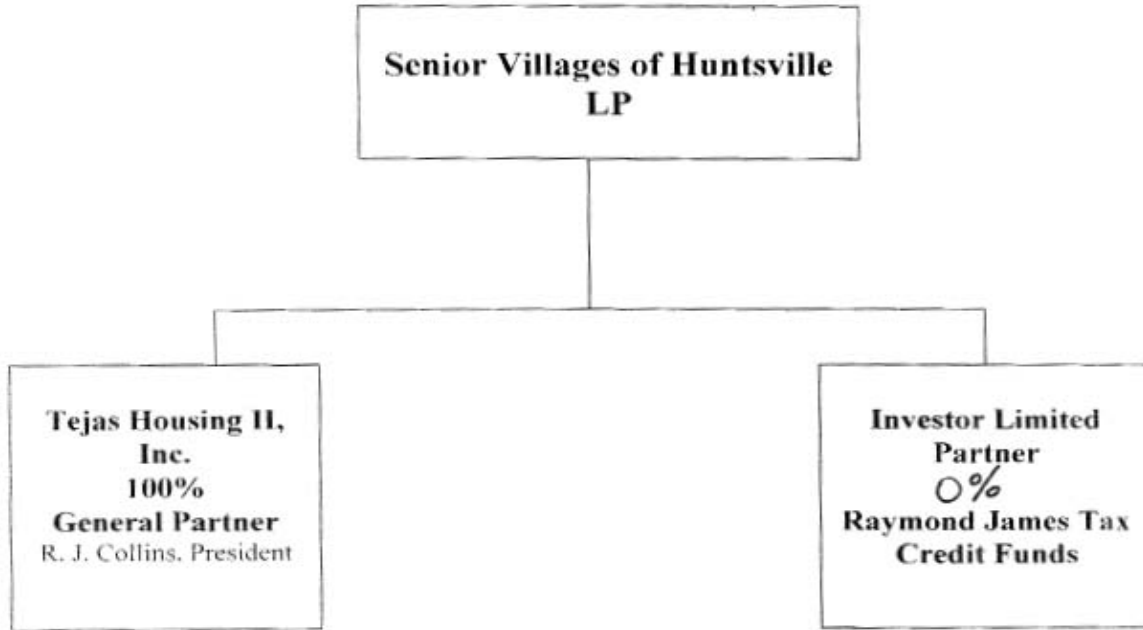 Senior Villages of Huntsville
LP
Tejas Housing II,
Inc.
100%
General Partner
R. J. Collins. President
Investor Limited
Partner
0%
Raymond James Tax
Credit Funds